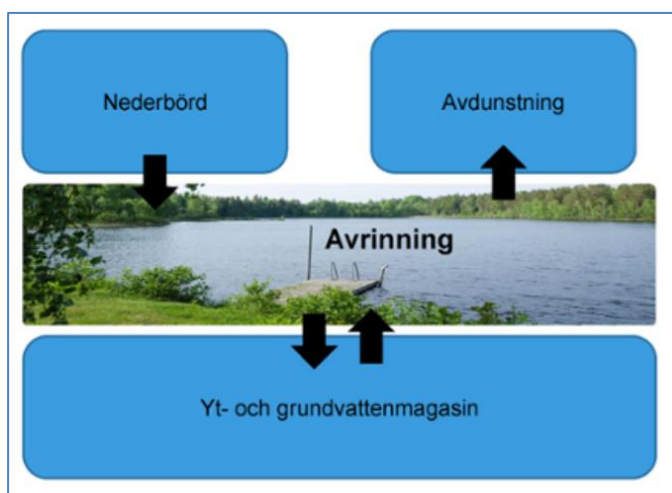 Nederbörd
Avdunstning
Avrinning
Yt- och grundvattenmagasin